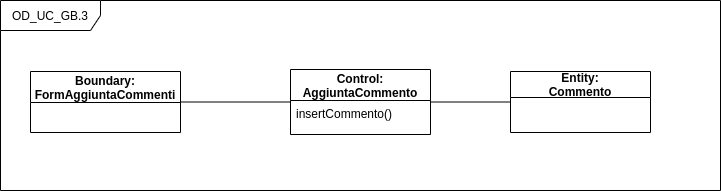 OD_UC_GB.3
Boundary:
FormAggiuntaCommenti
Control:
AggiuntaCommento
insertCommento()
Entity:
Commento